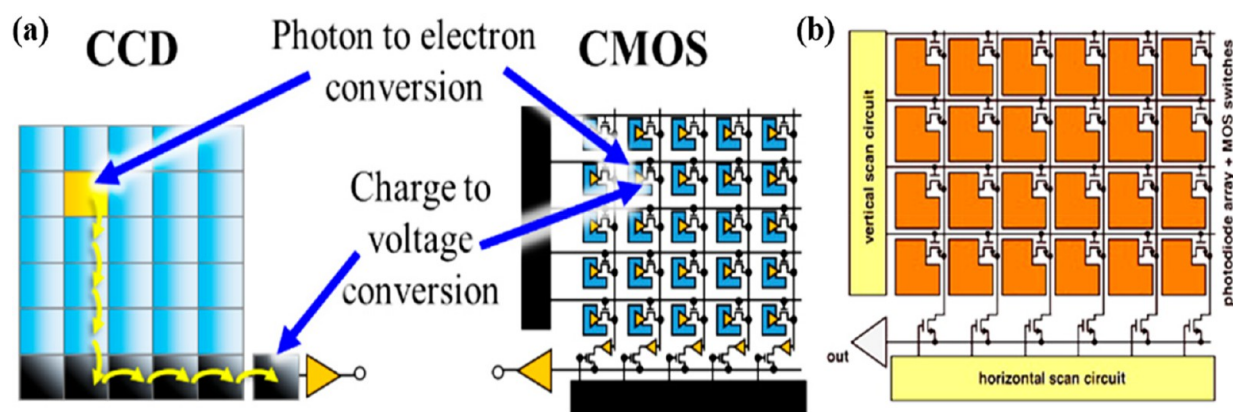 (a)
CCD
Photon to electron
conversion
CMOS
Charge to
voltage
conversion
(b)
vertical scan circuit
photodiode array + MOS switches
out
horizontal scan circuit